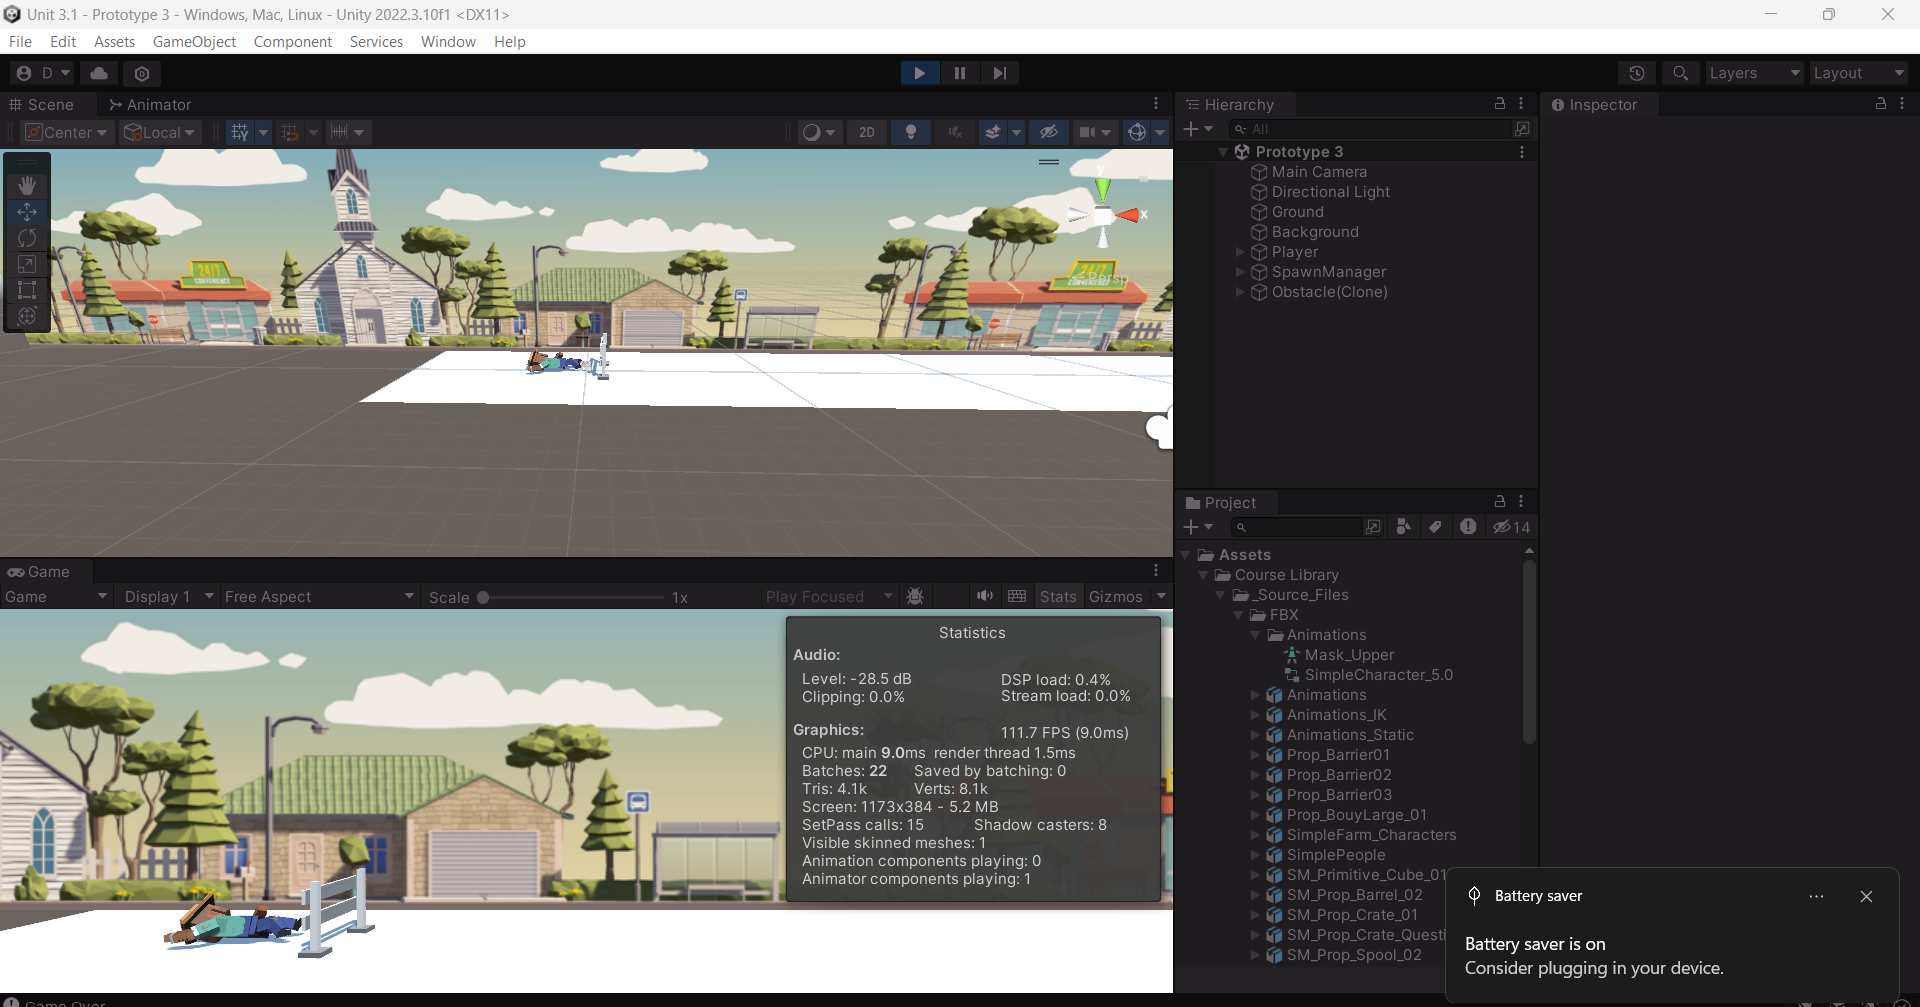 Unit 3.1 - Prototype 3 - Windows, Mac, Linux - Unity 2022.3.10f1 <DX11>
File Edit Assets GameObject Component Services Window Help
D
Layers
Layout
Scene
Animator
Center
Local
2D
y
x
Persp
24/7
CONVENIENCE
24/7
CONVENIENCE
Game
Game
Display 1
Free Aspect
Scale
1x
Play Focused
Stats
Gizmos
Statistics
Audio:
Level: -28.5 dB
DSP load: 0.4%
Clipping: 0.0%
Stream load: 0.0%
Graphics:
111.7 FPS (9.0ms)
CPU: main 9.0ms render thread 1.5ms
Batches: 22 Saved by batching: 0
Tris: 4.1k Verts: 8.1k
Screen: 1173x384 - 5.2 MB
SetPass calls: 15 Shadow casters: 8
Visible skinned meshes: 1
Animation components playing: 0
Animator components playing: 1
Game Over
Hierarchy
All
Prototype 3
Main Camera
Directional Light
Ground
Background
Player
SpawnManager
Obstacle(Clone)
Project
14
Assets
Course Library
_Source_Files
FBX
Animations
Mask_Upper
SimpleCharacter_5.0
Animations
Animations_IK
Animations_Static
Prop_Barrier01
Prop_Barrier02
Prop_Barrier03
Prop_BouyLarge_01
SimpleFarm_Characters
SimplePeople
SM_Primitive_Cube_01
SM_Prop_Barrel_02
SM_Prop_Crate_01
SM_Prop_Crate_Questi
SM_Prop_Spool_02
Inspector
Battery saver
Battery saver is on
Consider plugging in your device.